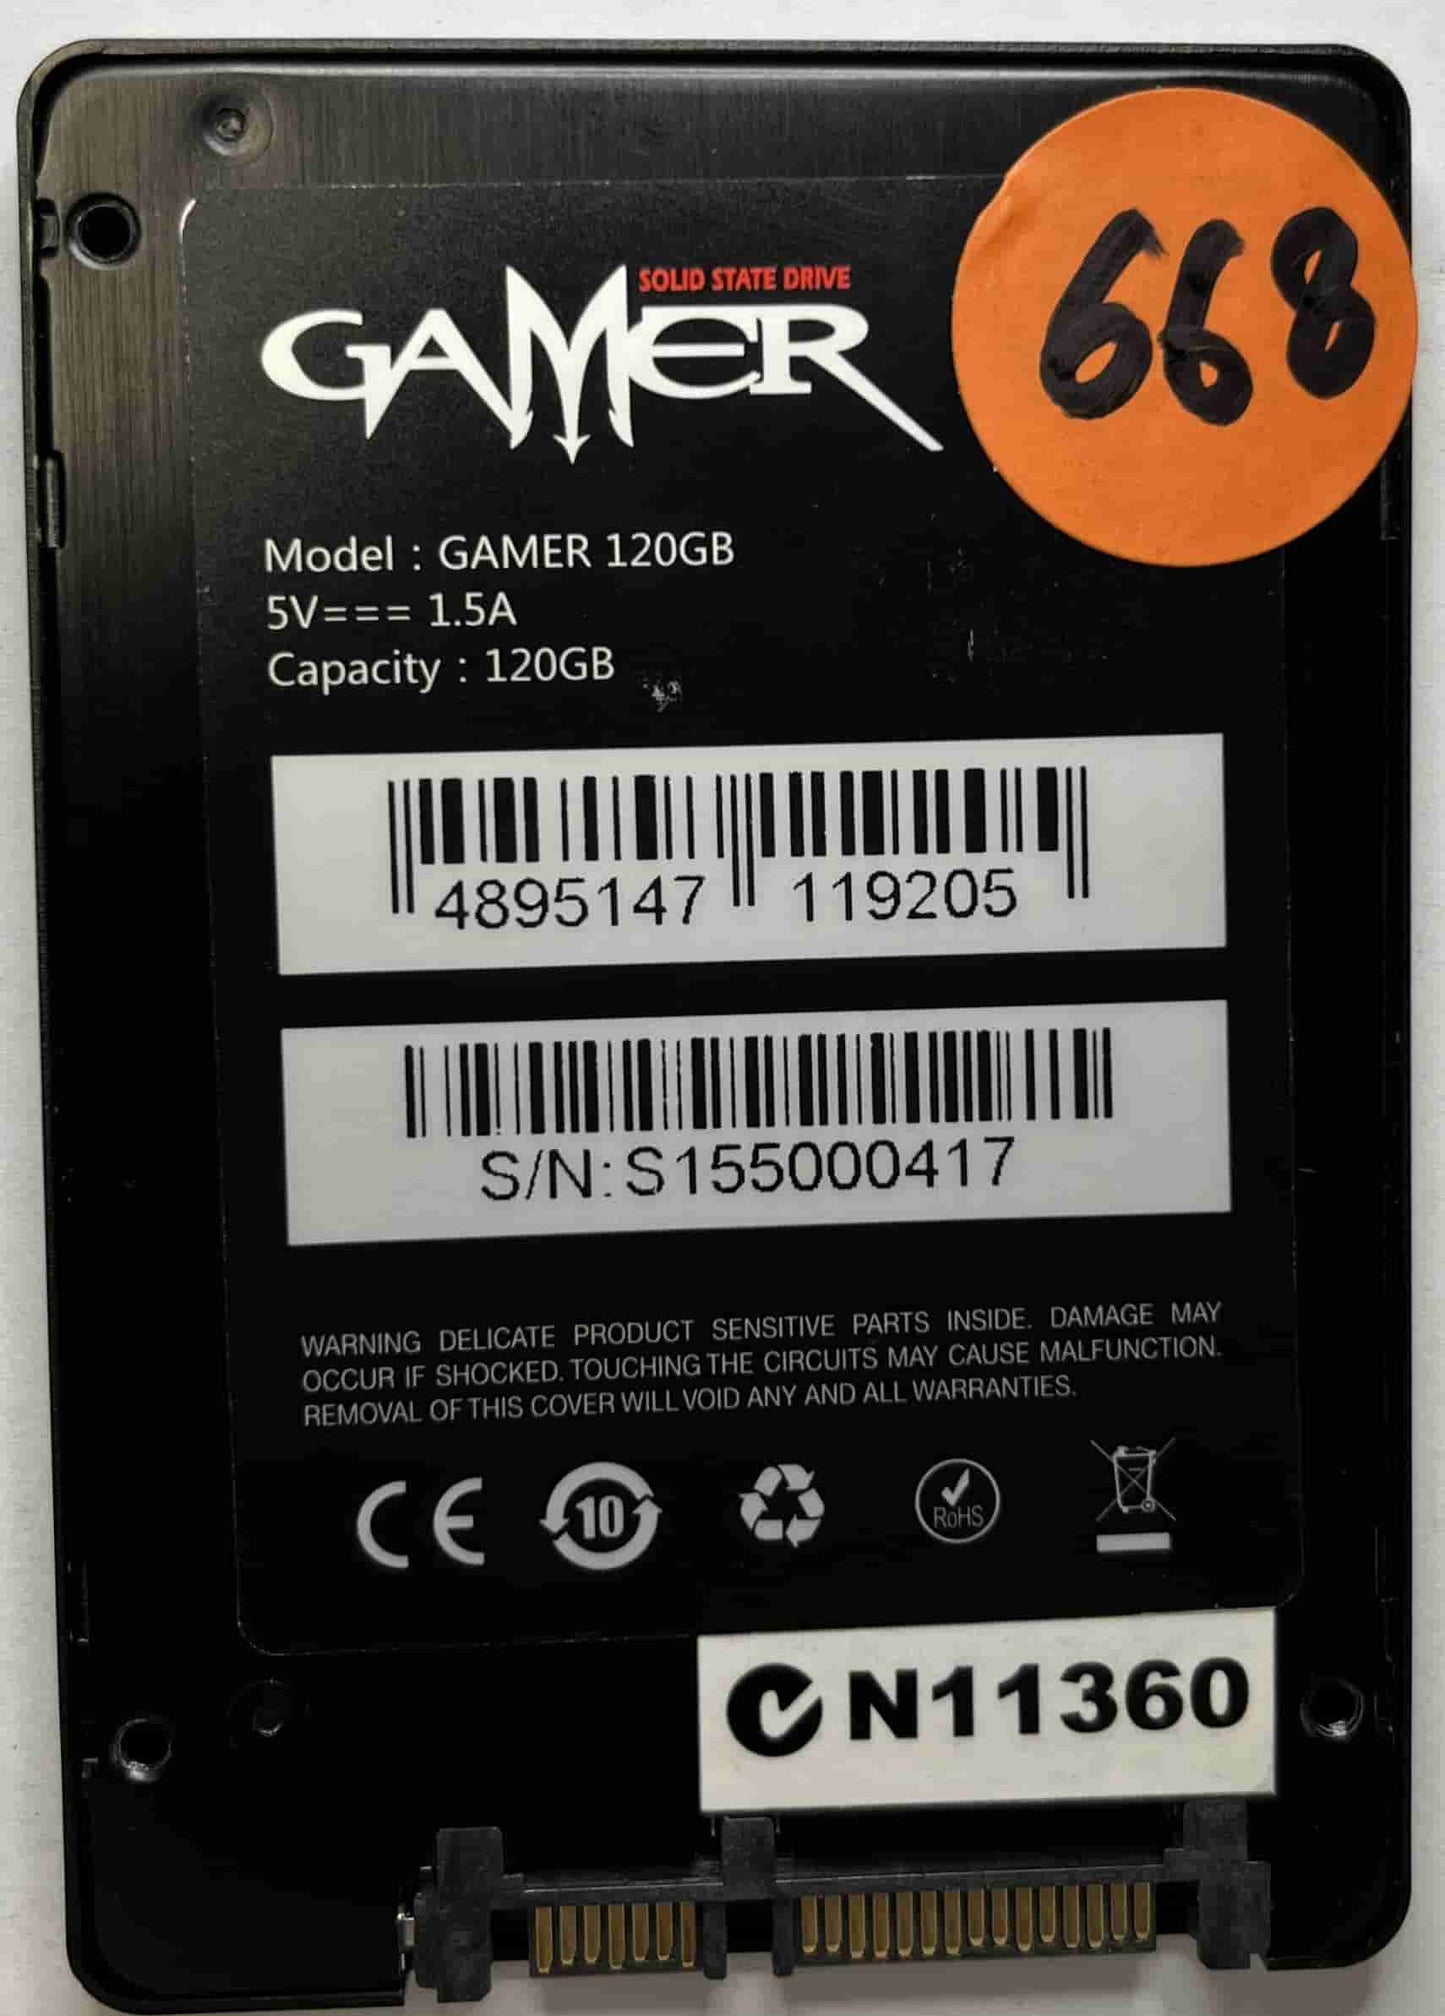 668
SOLID STATE DRIVE
GAMER
Model : GAMER 120GB
5V=== 1.5A
Capacity : 120GB
4895147 119205
S/N:S155000417
WARNING DELICATE PRODUCT SENSITIVE PARTS INSIDE. DAMAGE MAY
OCCUR IF SHOCKED. TOUCHING THE CIRCUITS MAY CAUSE MALFUNCTION.
REMOVAL OF THIS COVER WILL VOID ANY AND ALL WARRANTIES.
CE 10 RoHS
N11360